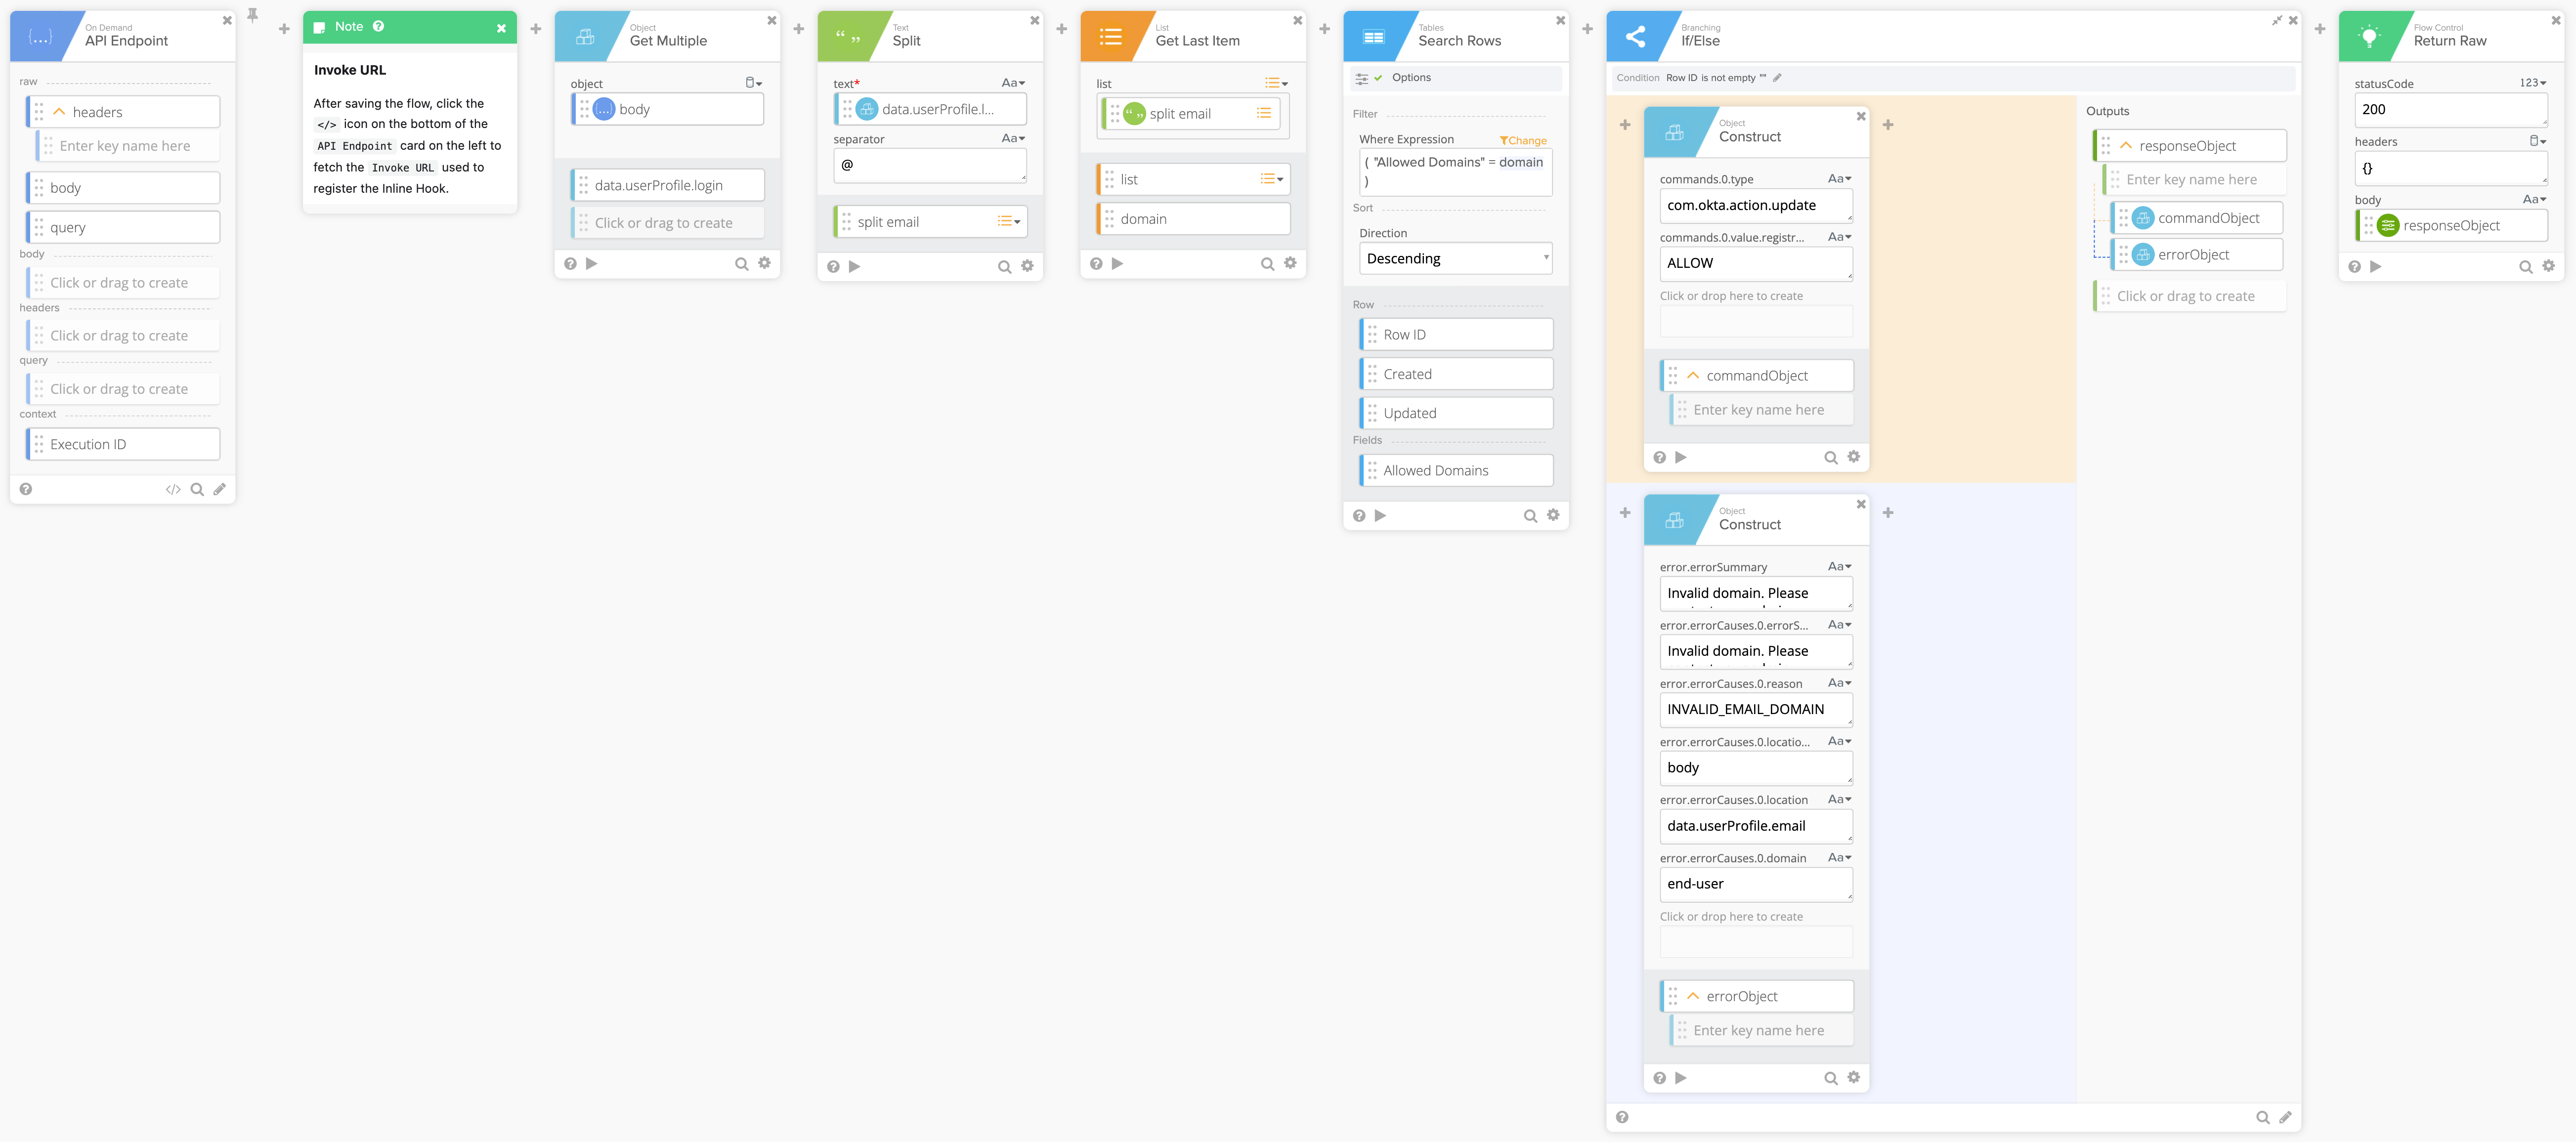 On Demand
API Endpoint
raw
headers
Enter key name here
body
query
body
Click or drag to create
headers
Click or drag to create
query
Click or drag to create
context
Execution ID
Note
Invoke URL
After saving the flow, click the
</> icon on the bottom of the
API Endpoint card on the left to
fetch the Invoke URL used to
register the Inline Hook.
Object
Get Multiple
object
body
data.userProfile.login
Click or drag to create
Text
Split
text* Aa
data.userProfile.l...
separator Aa
@
split email
List
Get Last Item
list
split email
list
domain
Tables
Search Rows
Options
Filter
Where Expression Change
( "Allowed Domains" = domain
)
Sort
Direction
Descending
Row
Row ID
Created
Updated
Fields
Allowed Domains
Branching
If/Else
Condition Row ID is not empty ""
Object
Construct
commands.0.type Aa
com.okta.action.update
commands.0.value.registr... Aa
ALLOW
Click or drop here to create
commandObject
Enter key name here
Object
Construct
error.errorSummary Aa
Invalid domain. Please
error.errorCauses.0.errorS... Aa
Invalid domain. Please
error.errorCauses.0.reason Aa
INVALID_EMAIL_DOMAIN
error.errorCauses.0.locatio... Aa
body
error.errorCauses.0.location Aa
data.userProfile.email
error.errorCauses.0.domain Aa
end-user
Click or drop here to create
errorObject
Enter key name here
Outputs
responseObject
Enter key name here
commandObject
errorObject
Click or drag to create
Flow Control
Return Raw
statusCode 123
200
headers
{}
body Aa
responseObject